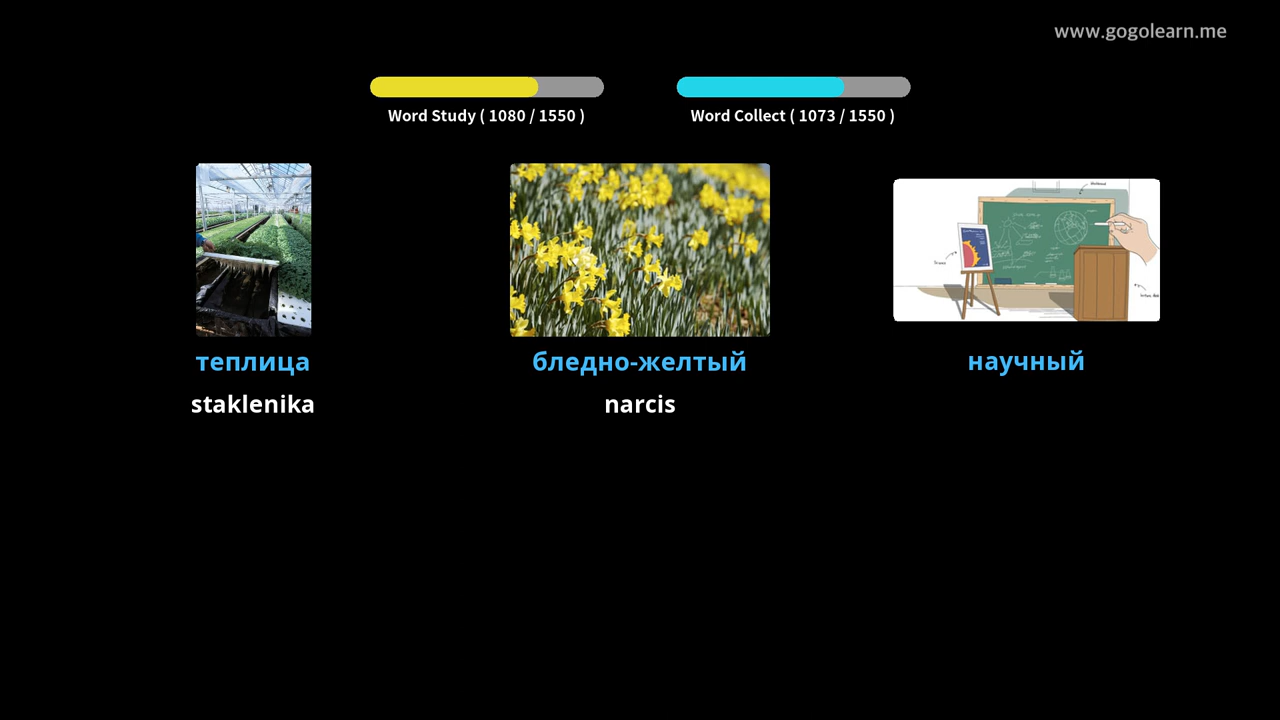 www.gogolearn.me
Word Study ( 1080 / 1550 )
Word Collect ( 1073 / 1550 )
теплица
бледно-желтый
научный
staklenika
narcis